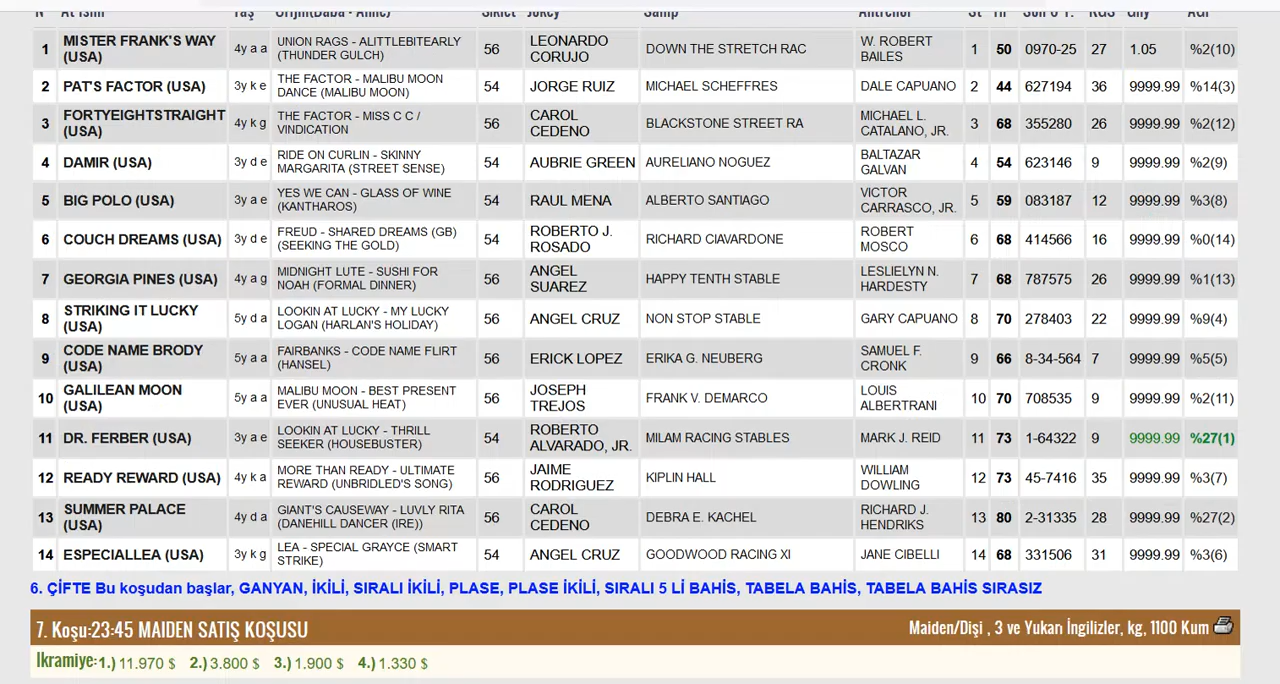 N At İsmi Yaş Orijin(Baba - Anne) Sıklet Jokey Sahip Antrenör St HP Son 6 Y. KGS Gny AGF
1 MISTER FRANK'S WAY (USA) 4y a a UNION RAGS - ALITTLEBITEARLY (THUNDER GULCH) 56 LEONARDO CORUJO DOWN THE STRETCH RAC W. ROBERT BAILES 1 50 0970-25 27 1.05 %2(10)
2 PAT'S FACTOR (USA) 3y k e THE FACTOR - MALIBU MOON DANCE (MALIBU MOON) 54 JORGE RUIZ MICHAEL SCHEFFRES DALE CAPUANO 2 44 627194 36 9999.99 %14(3)
3 FORTYEIGHTSTRAIGHT (USA) 4y k g THE FACTOR - MISS C C / VINDICATION 56 CAROL CEDENO BLACKSTONE STREET RA MICHAEL L. CATALANO, JR. 3 68 355280 26 9999.99 %2(12)
4 DAMIR (USA) 3y d e RIDE ON CURLIN - SKINNY MARGARITA (STREET SENSE) 54 AUBRIE GREEN AURELIANO NOGUEZ BALTAZAR GALVAN 4 54 623146 9 9999.99 %2(9)
5 BIG POLO (USA) 3y a e YES WE CAN - GLASS OF WINE (KANTHAROS) 54 RAUL MENA ALBERTO SANTIAGO VICTOR CARRASCO, JR. 5 59 083187 12 9999.99 %3(8)
6 COUCH DREAMS (USA) 3y d e FREUD - SHARED DREAMS (GB) (SEEKING THE GOLD) 54 ROBERTO J. ROSADO RICHARD CIAVARDONE ROBERT MOSCO 6 68 414566 16 9999.99 %0(14)
7 GEORGIA PINES (USA) 4y a g MIDNIGHT LUTE - SUSHI FOR NOAH (FORMAL DINNER) 56 ANGEL SUAREZ HAPPY TENTH STABLE LESLIELYN N. HARDESTY 7 68 787575 26 9999.99 %1(13)
8 STRIKING IT LUCKY (USA) 5y d a LOOKIN AT LUCKY - MY LUCKY LOGAN (HARLAN'S HOLIDAY) 56 ANGEL CRUZ NON STOP STABLE GARY CAPUANO 8 70 278403 22 9999.99 %9(4)
9 CODE NAME BRODY (USA) 5y a a FAIRBANKS - CODE NAME FLIRT (HANSEL) 56 ERICK LOPEZ ERIKA G. NEUBERG SAMUEL F. CRONK 9 66 8-34-564 7 9999.99 %5(5)
10 GALILEAN MOON (USA) 5y a a MALIBU MOON - BEST PRESENT EVER (UNUSUAL HEAT) 56 JOSEPH TREJOS FRANK V. DEMARCO LOUIS ALBERTRANI 10 70 708535 9 9999.99 %2(11)
11 DR. FERBER (USA) 3y a e LOOKIN AT LUCKY - THRILL SEEKER (HOUSEBUSTER) 54 ROBERTO ALVARADO, JR. MILAM RACING STABLES MARK J. REID 11 73 1-64322 9 9999.99 %27(1)
12 READY REWARD (USA) 4y k a MORE THAN READY - ULTIMATE REWARD (UNBRIDLED'S SONG) 56 JAIME RODRIGUEZ KIPLIN HALL WILLIAM DOWLING 12 73 45-7416 35 9999.99 %3(7)
13 SUMMER PALACE (USA) 4y d a GIANT'S CAUSEWAY - LUVLY RITA (DANEHILL DANCER (IRE)) 56 CAROL CEDENO DEBRA E. KACHEL RICHARD J. HENDRIKS 13 80 2-31335 28 9999.99 %27(2)
14 ESPECIALLEA (USA) 3y k g LEA - SPECIAL GRAYCE (SMART STRIKE) 54 ANGEL CRUZ GOODWOOD RACING XI JANE CIBELLI 14 68 331506 31 9999.99 %3(6)
6. ÇİFTE Bu koşudan başlar, GANYAN, İKİLİ, SIRALI İKİLİ, PLASE, PLASE İKİLİ, SIRALI 5 Lİ BAHİS, TABELA BAHİS, TABELA BAHİS SIRASIZ
7. Koşu:23:45 MAIDEN SATIŞ KOŞUSU Maiden/Dişi , 3 ve Yukarı İngilizler, kg, 1100 Kum
İkramiye:1.) 11.970 $ 2.) 3.800 $ 3.) 1.900 $ 4.) 1.330 $